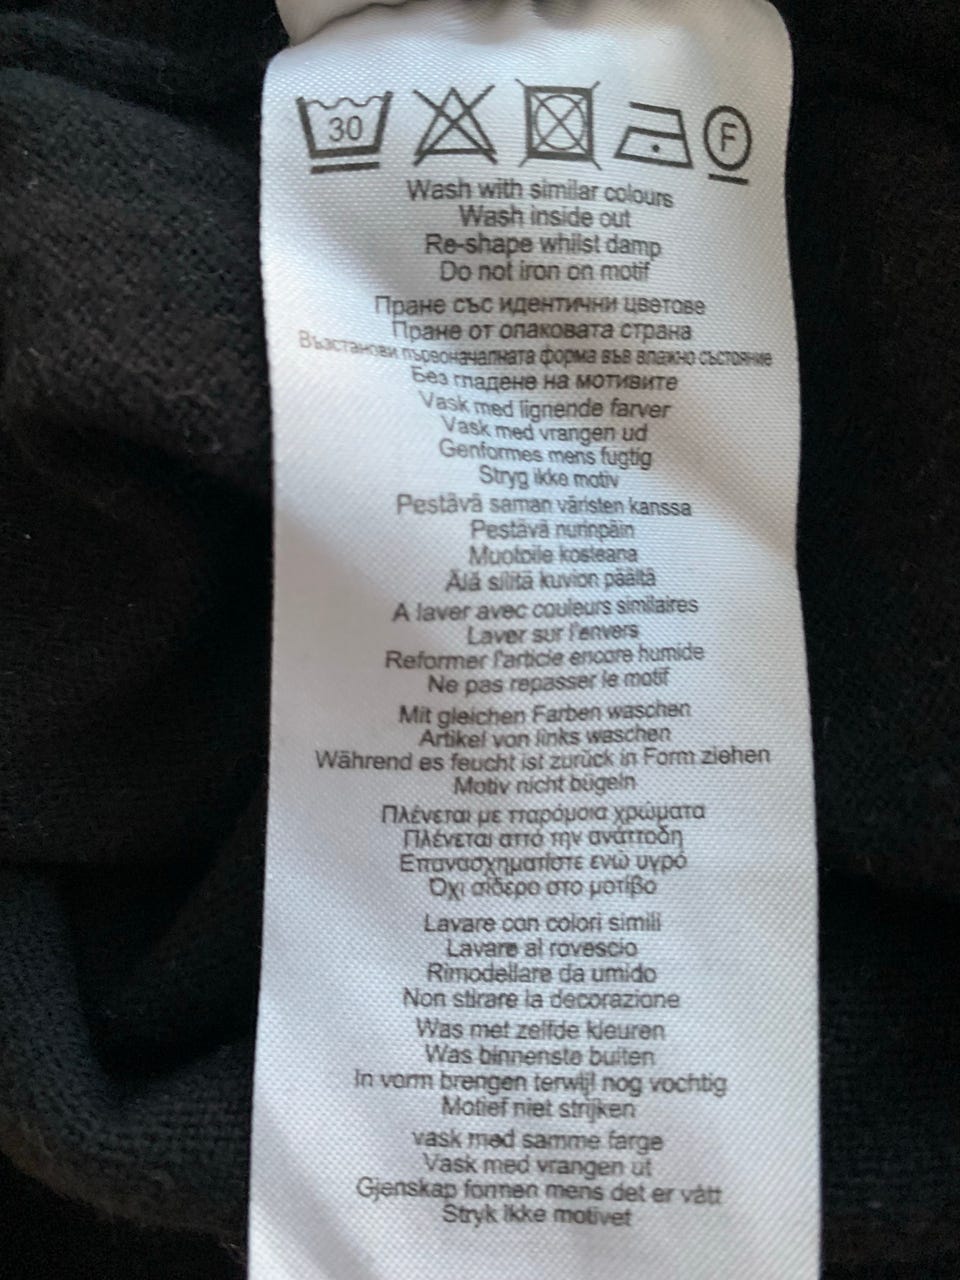 30
F
Wash with similar colours
Wash inside out
Re-shape whilst damp
Do not iron on motif
Пране със идентични цветове
Пране от опаковата страна
Възстанови първоначалната форма във влажно състояние
Без гладене на мотивите
Vask med lignende farver
Vask med vrangen ud
Genformes mens fugtig
Stryg ikke motiv
Pestävä saman väristen kanssa
Pestävä nurinpäin
Muotoile kosteana
Älä silitä kuvion päältä
A laver avec couleurs similaires
Laver sur l'envers
Reformer l'article encore humide
Ne pas repasser le motif
Mit gleichen Farben waschen
Artikel von links waschen
Während es feucht ist zurück in Form ziehen
Motiv nicht bügeln
Πλένεται με παρόμοια χρώματα
Πλένεται από την ανάποδη
Επανασχηματίστε ενώ υγρό
Όχι σίδερο στο μοτίβο
Lavare con colori simili
Lavare al rovescio
Rimodellare da umido
Non stirare la decorazione
Was met zelfde kleuren
Was binnenste buiten
In vorm brengen terwijl nog vochtig
Motief niet strijken
vask med samme farge
Vask med vrangen ut
Gjenskap formen mens det er vått
Stryk ikke motivet